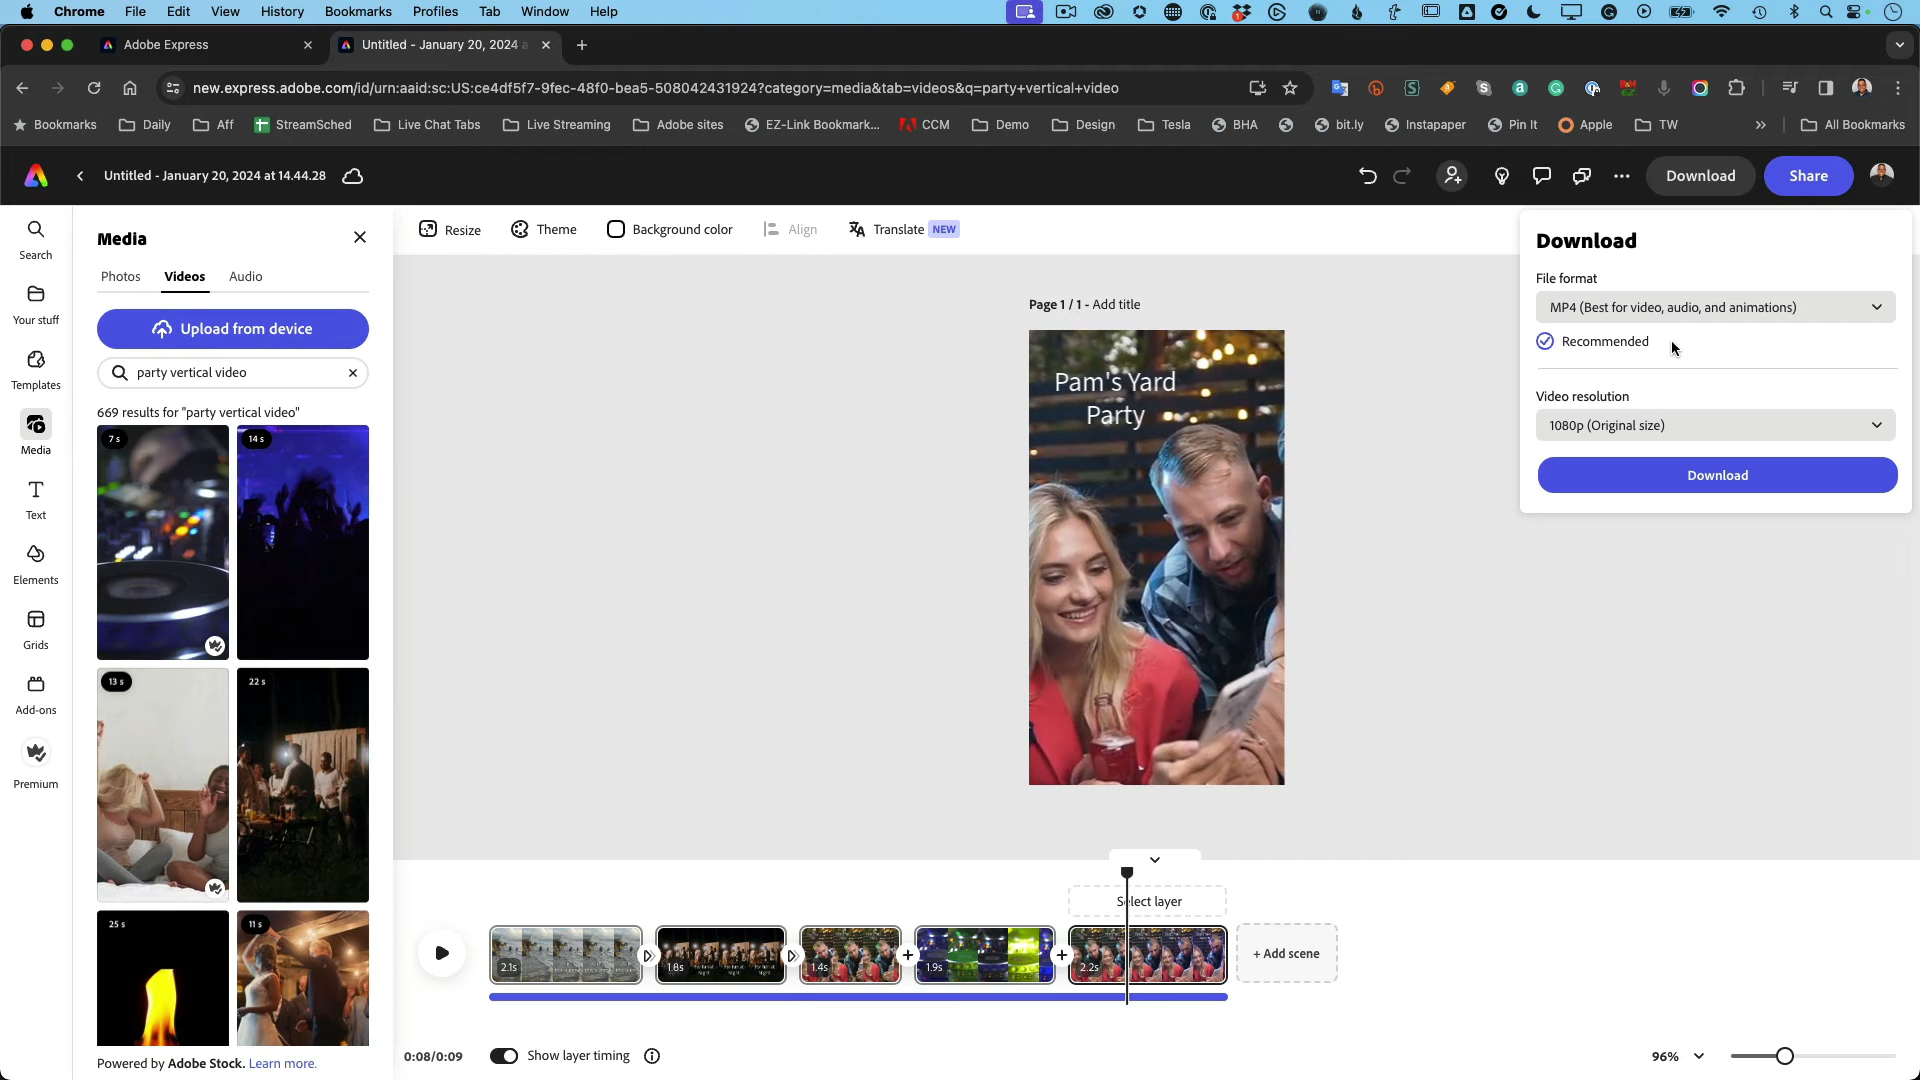 Chrome File Edit View History Bookmarks Profiles Tab Window Help
Adobe Express
Untitled - January 20, 2024 a
new.express.adobe.com/id/urn:aaid:sc:US:ce4df5f7-9fec-48f0-bea5-508042431924?category=media&tab=videos&q=party+vertical+video
Bookmarks Daily Aff StreamSched Live Chat Tabs Live Streaming Adobe sites EZ-Link Bookmark... CCM Demo Design Tesla BHA bit.ly Instapaper Pin It Apple TW » All Bookmarks
Untitled - January 20, 2024 at 14.44.28
Download
Share
Search
Your stuff
Templates
Media
Text
Elements
Grids
Add-ons
Premium
Media
Photos Videos Audio
Upload from device
party vertical video
669 results for "party vertical video"
7 s
14 s
13 s
22 s
25 s
11 s
Powered by Adobe Stock. Learn more.
Resize Theme Background color Align Translate NEW
Page 1 / 1 - Add title
Pam's Yard
Party
Download
File format
MP4 (Best for video, audio, and animations)
Recommended
Video resolution
1080p (Original size)
Download
Select layer
2.1s
1.8s
1.4s
1.9s
2.2s
+ Add scene
0:08/0:09
Show layer timing
96%